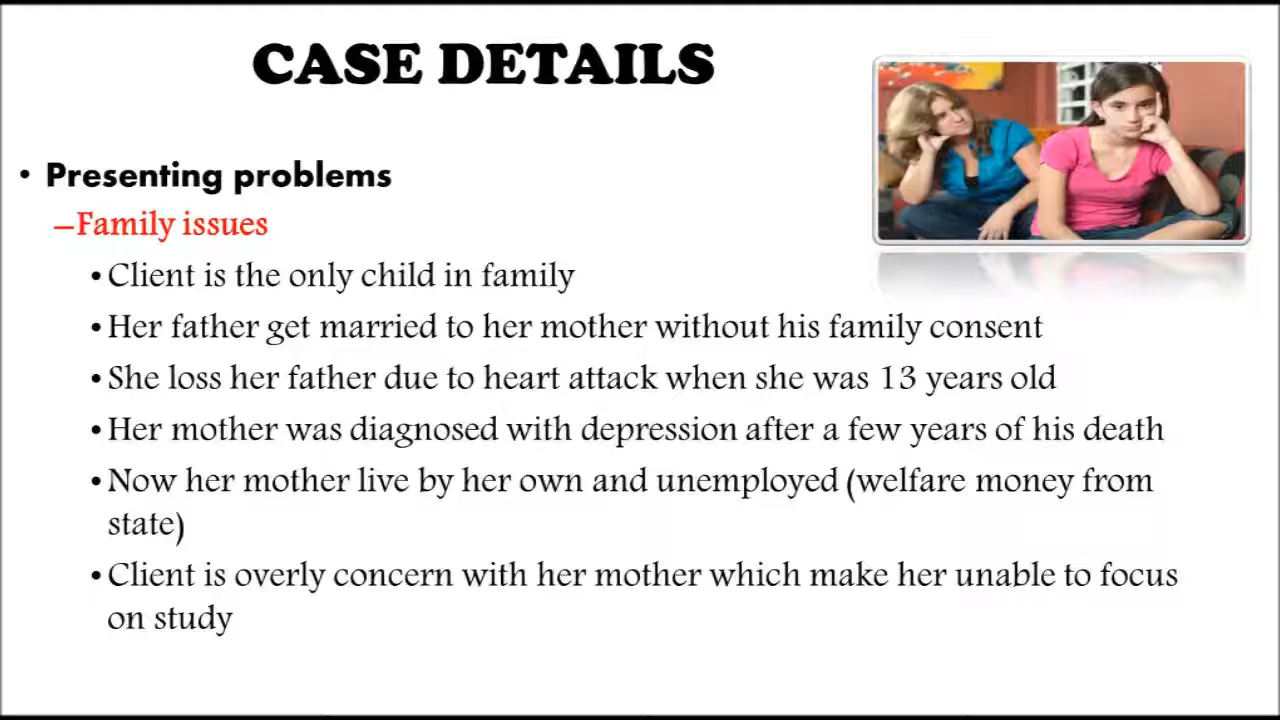 CASE DETAILS
• Presenting problems
–Family issues
• Client is the only child in family
• Her father get married to her mother without his family consent
• She loss her father due to heart attack when she was 13 years old
• Her mother was diagnosed with depression after a few years of his death
• Now her mother live by her own and unemployed (welfare money from
state)
• Client is overly concern with her mother which make her unable to focus
on study